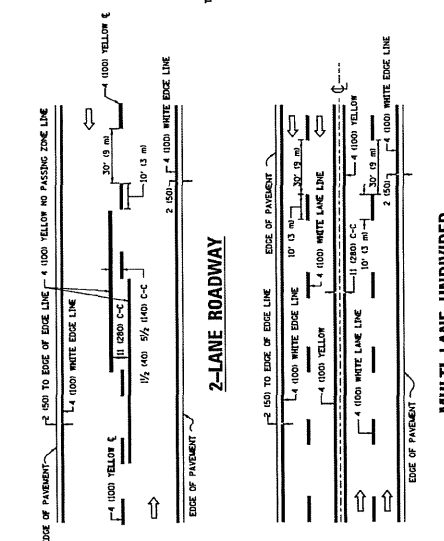 4 (100) YELLOW ℄
4 (100) YELLOW NO PASSING ZONE LINE
2 (50) TO EDGE OF EDGE LINE
4 (100) WHITE EDGE LINE
EDGE OF PAVEMENT
30' (9 m)
10' (3 m)
11 (280) C-C
5½ (140) C-C
1½ (40)
4 (100) YELLOW ℄
4 (100) WHITE EDGE LINE
2 (50)
EDGE OF PAVEMENT
2-LANE ROADWAY
2 (50) TO EDGE OF EDGE LINE
EDGE OF PAVEMENT
4 (100) WHITE EDGE LINE
10' (3 m)
30' (9 m)
4 (100) WHITE LANE LINE
4 (100) YELLOW
℄
4 (100) YELLOW
11 (280) C-C
4 (100) WHITE LANE LINE
10' (3 m)
30' (9 m)
4 (100) WHITE EDGE LINE
2 (50)
EDGE OF PAVEMENT
MULTI-LANE UNDIVIDED